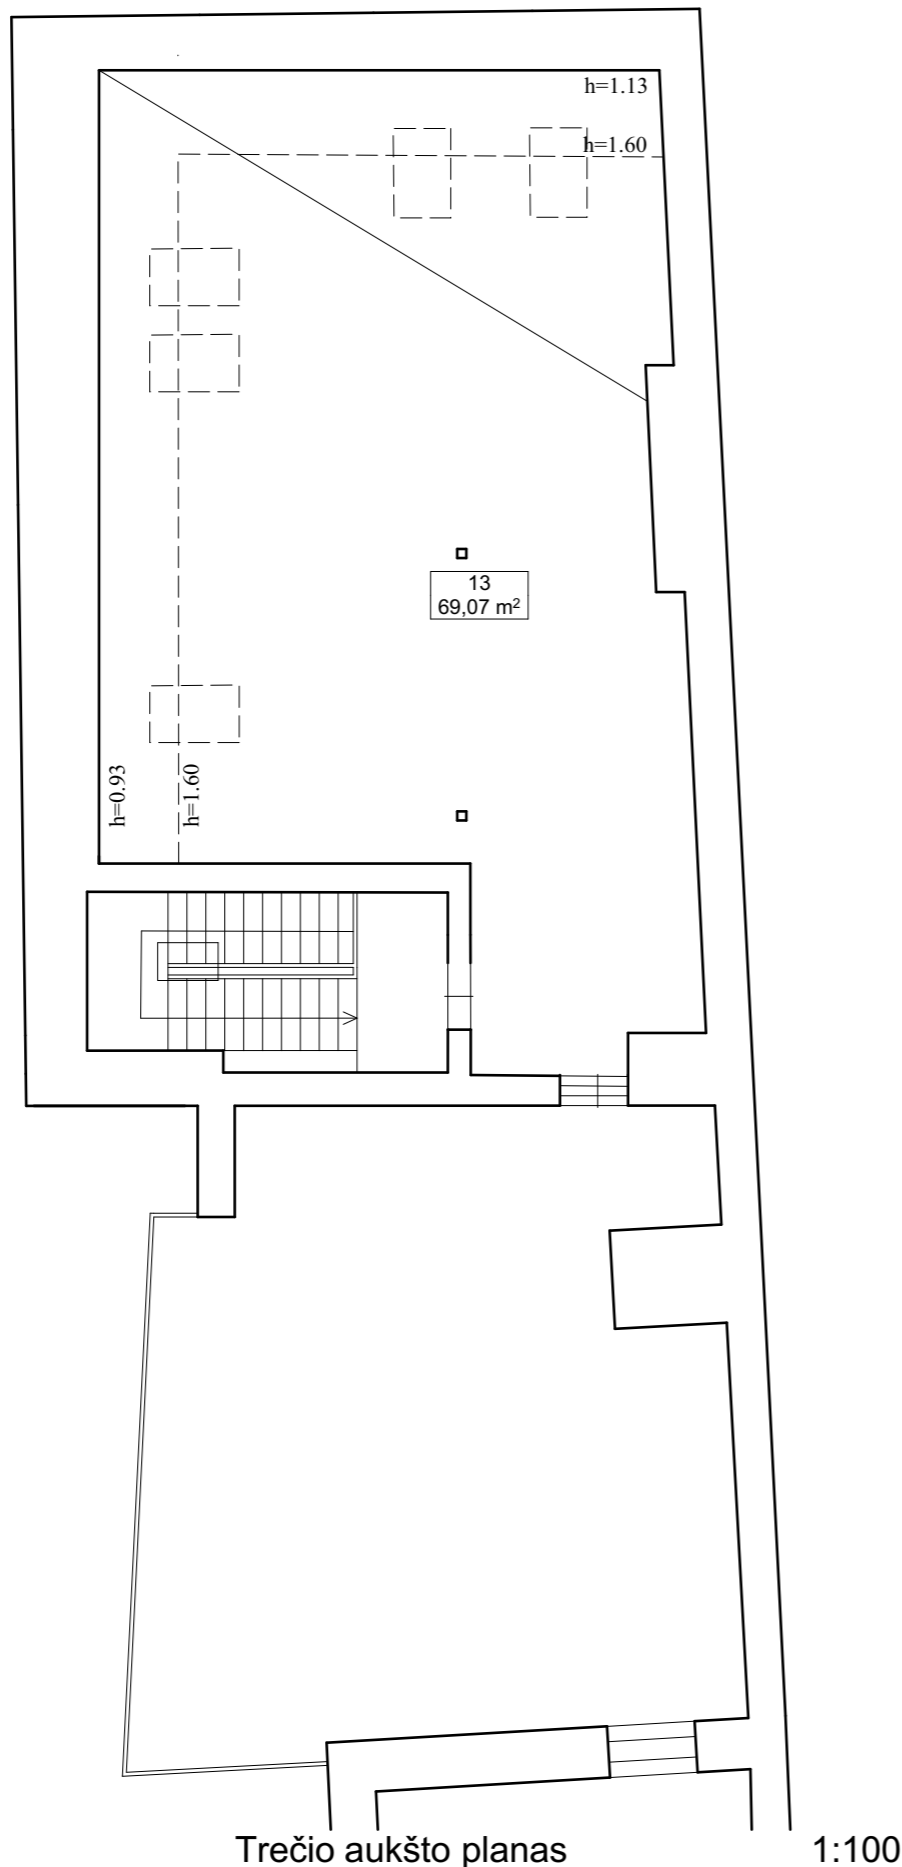 h=1.13
h=1.60
13
69,07 m²
h=0.93
h=1.60
Trečio aukšto planas 1:100